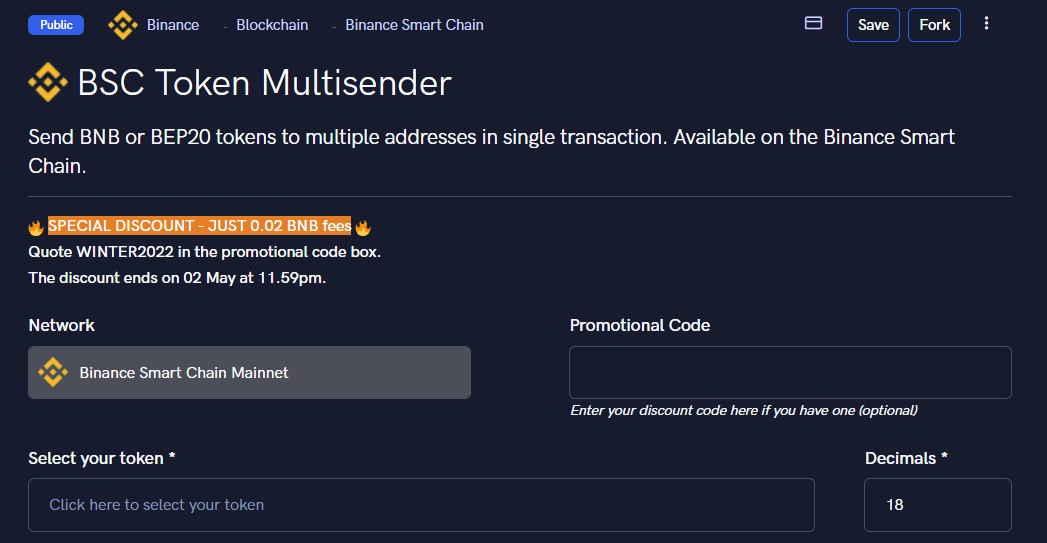 Public Binance - Blockchain - Binance Smart Chain Save Fork
BSC Token Multisender
Send BNB or BEP20 tokens to multiple addresses in single transaction. Available on the Binance Smart
Chain.
🔥SPECIAL DISCOUNT - JUST 0.02 BNB fees🔥
Quote WINTER2022 in the promotional code box.
The discount ends on 02 May at 11.59pm.
Network
Binance Smart Chain Mainnet
Promotional Code
Enter your discount code here if you have one (optional)
Select your token *
Click here to select your token
Decimals *
18